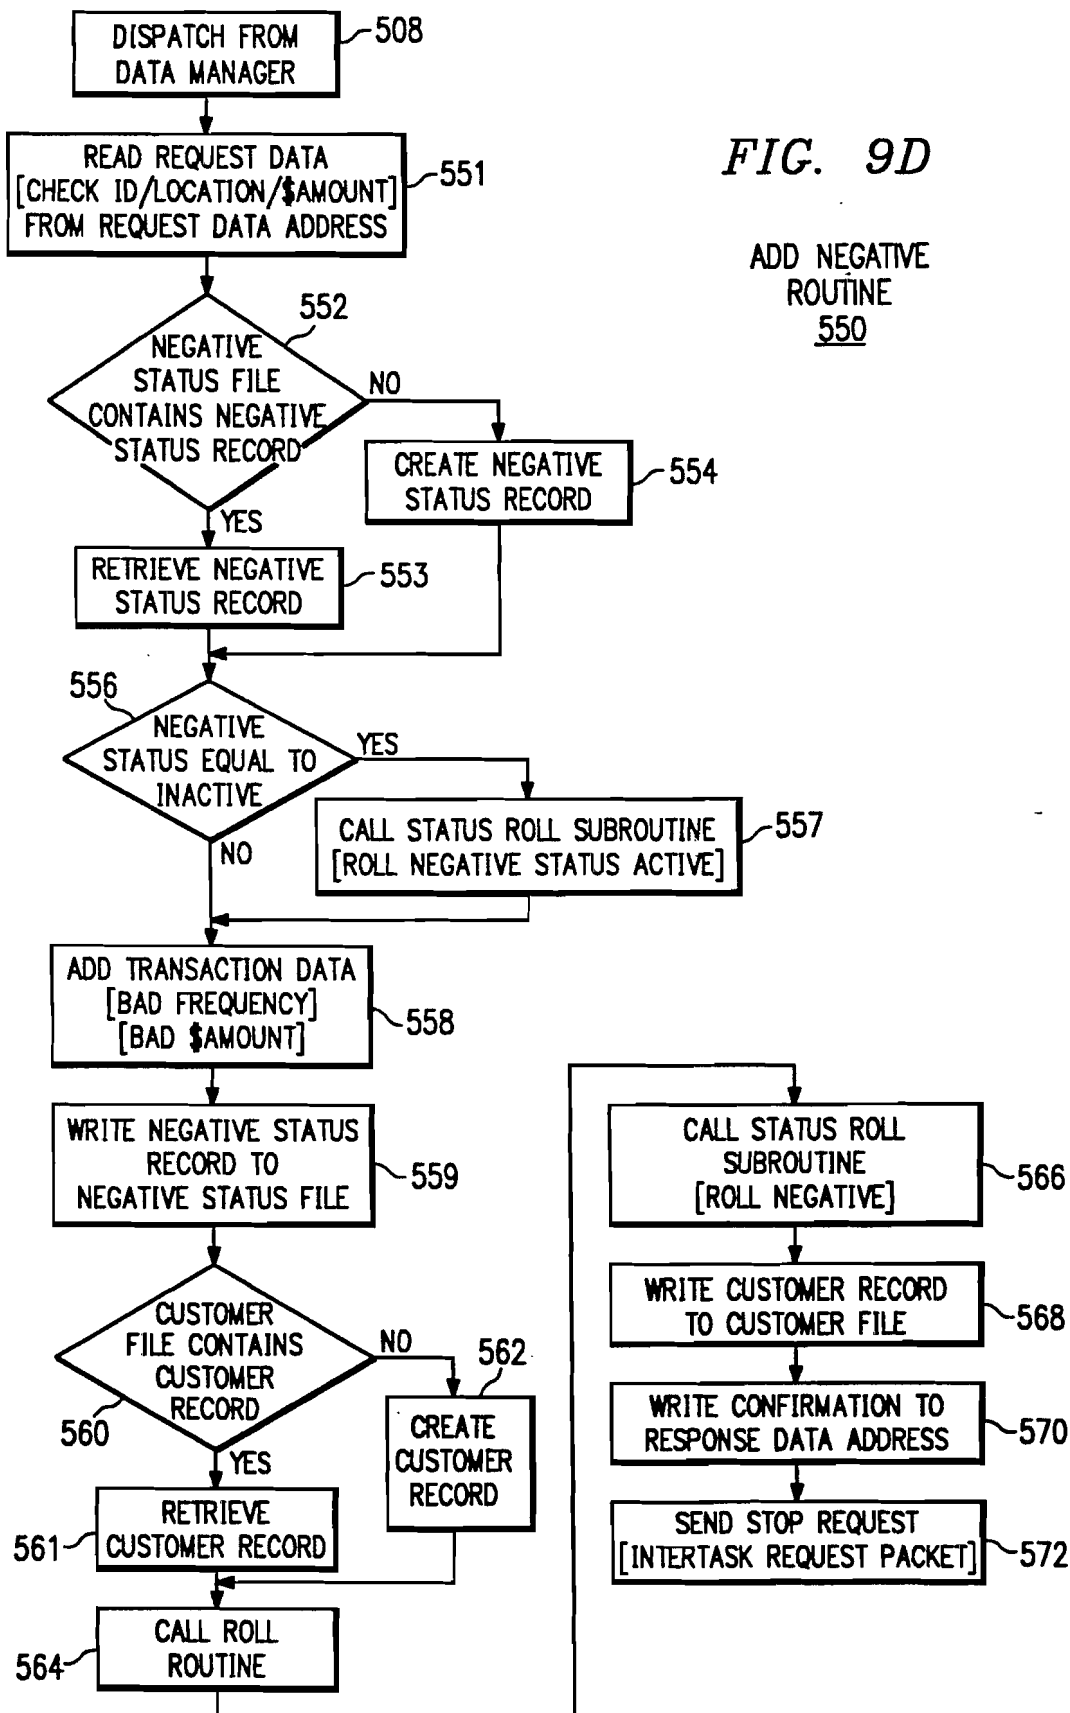 DISPATCH FROM
DATA MANAGER
508
READ REQUEST DATA
[CHECK ID/LOCATION/$AMOUNT]
FROM REQUEST DATA ADDRESS
551
FIG. 9D
ADD NEGATIVE
ROUTINE
550
552
NEGATIVE
STATUS FILE
CONTAINS NEGATIVE
STATUS RECORD
NO
YES
CREATE NEGATIVE
STATUS RECORD
554
RETRIEVE NEGATIVE
STATUS RECORD
553
556
NEGATIVE
STATUS EQUAL TO
INACTIVE
YES
NO
CALL STATUS ROLL SUBROUTINE
[ROLL NEGATIVE STATUS ACTIVE]
557
ADD TRANSACTION DATA
[BAD FREQUENCY]
[BAD $AMOUNT]
558
WRITE NEGATIVE STATUS
RECORD TO
NEGATIVE STATUS FILE
559
CUSTOMER
FILE CONTAINS
CUSTOMER
RECORD
560
NO
YES
562
CREATE
CUSTOMER
RECORD
RETRIEVE
CUSTOMER RECORD
561
CALL ROLL
ROUTINE
564
CALL STATUS ROLL
SUBROUTINE
[ROLL NEGATIVE]
566
WRITE CUSTOMER RECORD
TO CUSTOMER FILE
568
WRITE CONFIRMATION TO
RESPONSE DATA ADDRESS
570
SEND STOP REQUEST
[INTERTASK REQUEST PACKET]
572